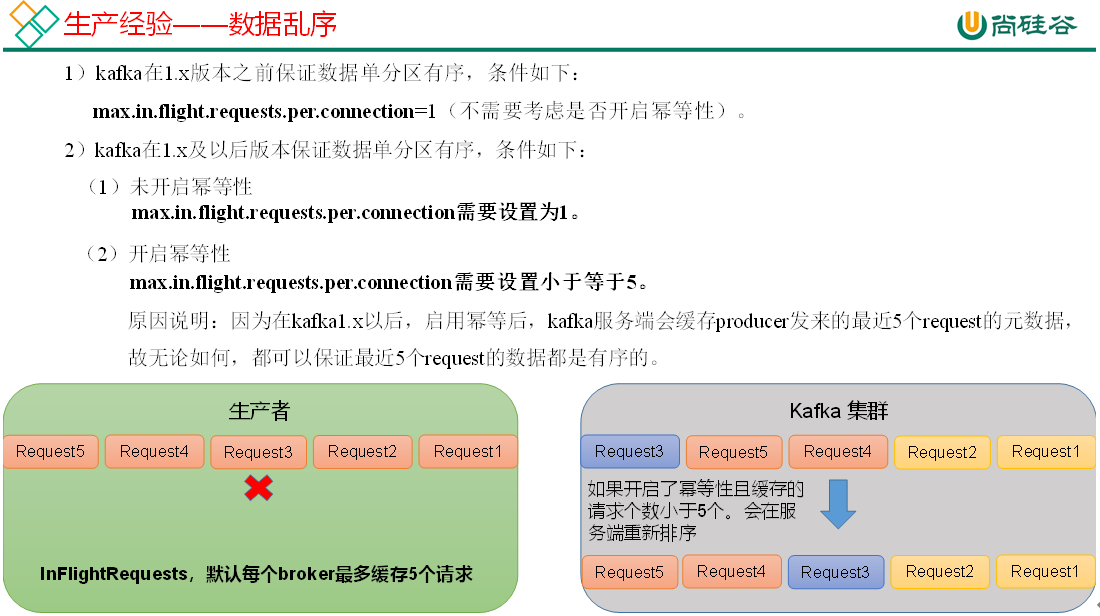 生产经验——数据乱序
尚硅谷
1）kafka在1.x版本之前保证数据单分区有序，条件如下：
max.in.flight.requests.per.connection=1（不需要考虑是否开启幂等性）。
2）kafka在1.x及以后版本保证数据单分区有序，条件如下：
（1）未开启幂等性
max.in.flight.requests.per.connection需要设置为1。
（2）开启幂等性
max.in.flight.requests.per.connection需要设置小于等于5。
原因说明：因为在kafka1.x以后，启用幂等后，kafka服务端会缓存producer发来的最近5个request的元数据，
故无论如何，都可以保证最近5个request的数据都是有序的。
生产者
Request5 Request4 Request3 Request2 Request1
InFlightRequests，默认每个broker最多缓存5个请求
Kafka 集群
Request3 Request5 Request4 Request2 Request1
如果开启了幂等性且缓存的
请求个数小于5个。会在服
务端重新排序
Request5 Request4 Request3 Request2 Request1